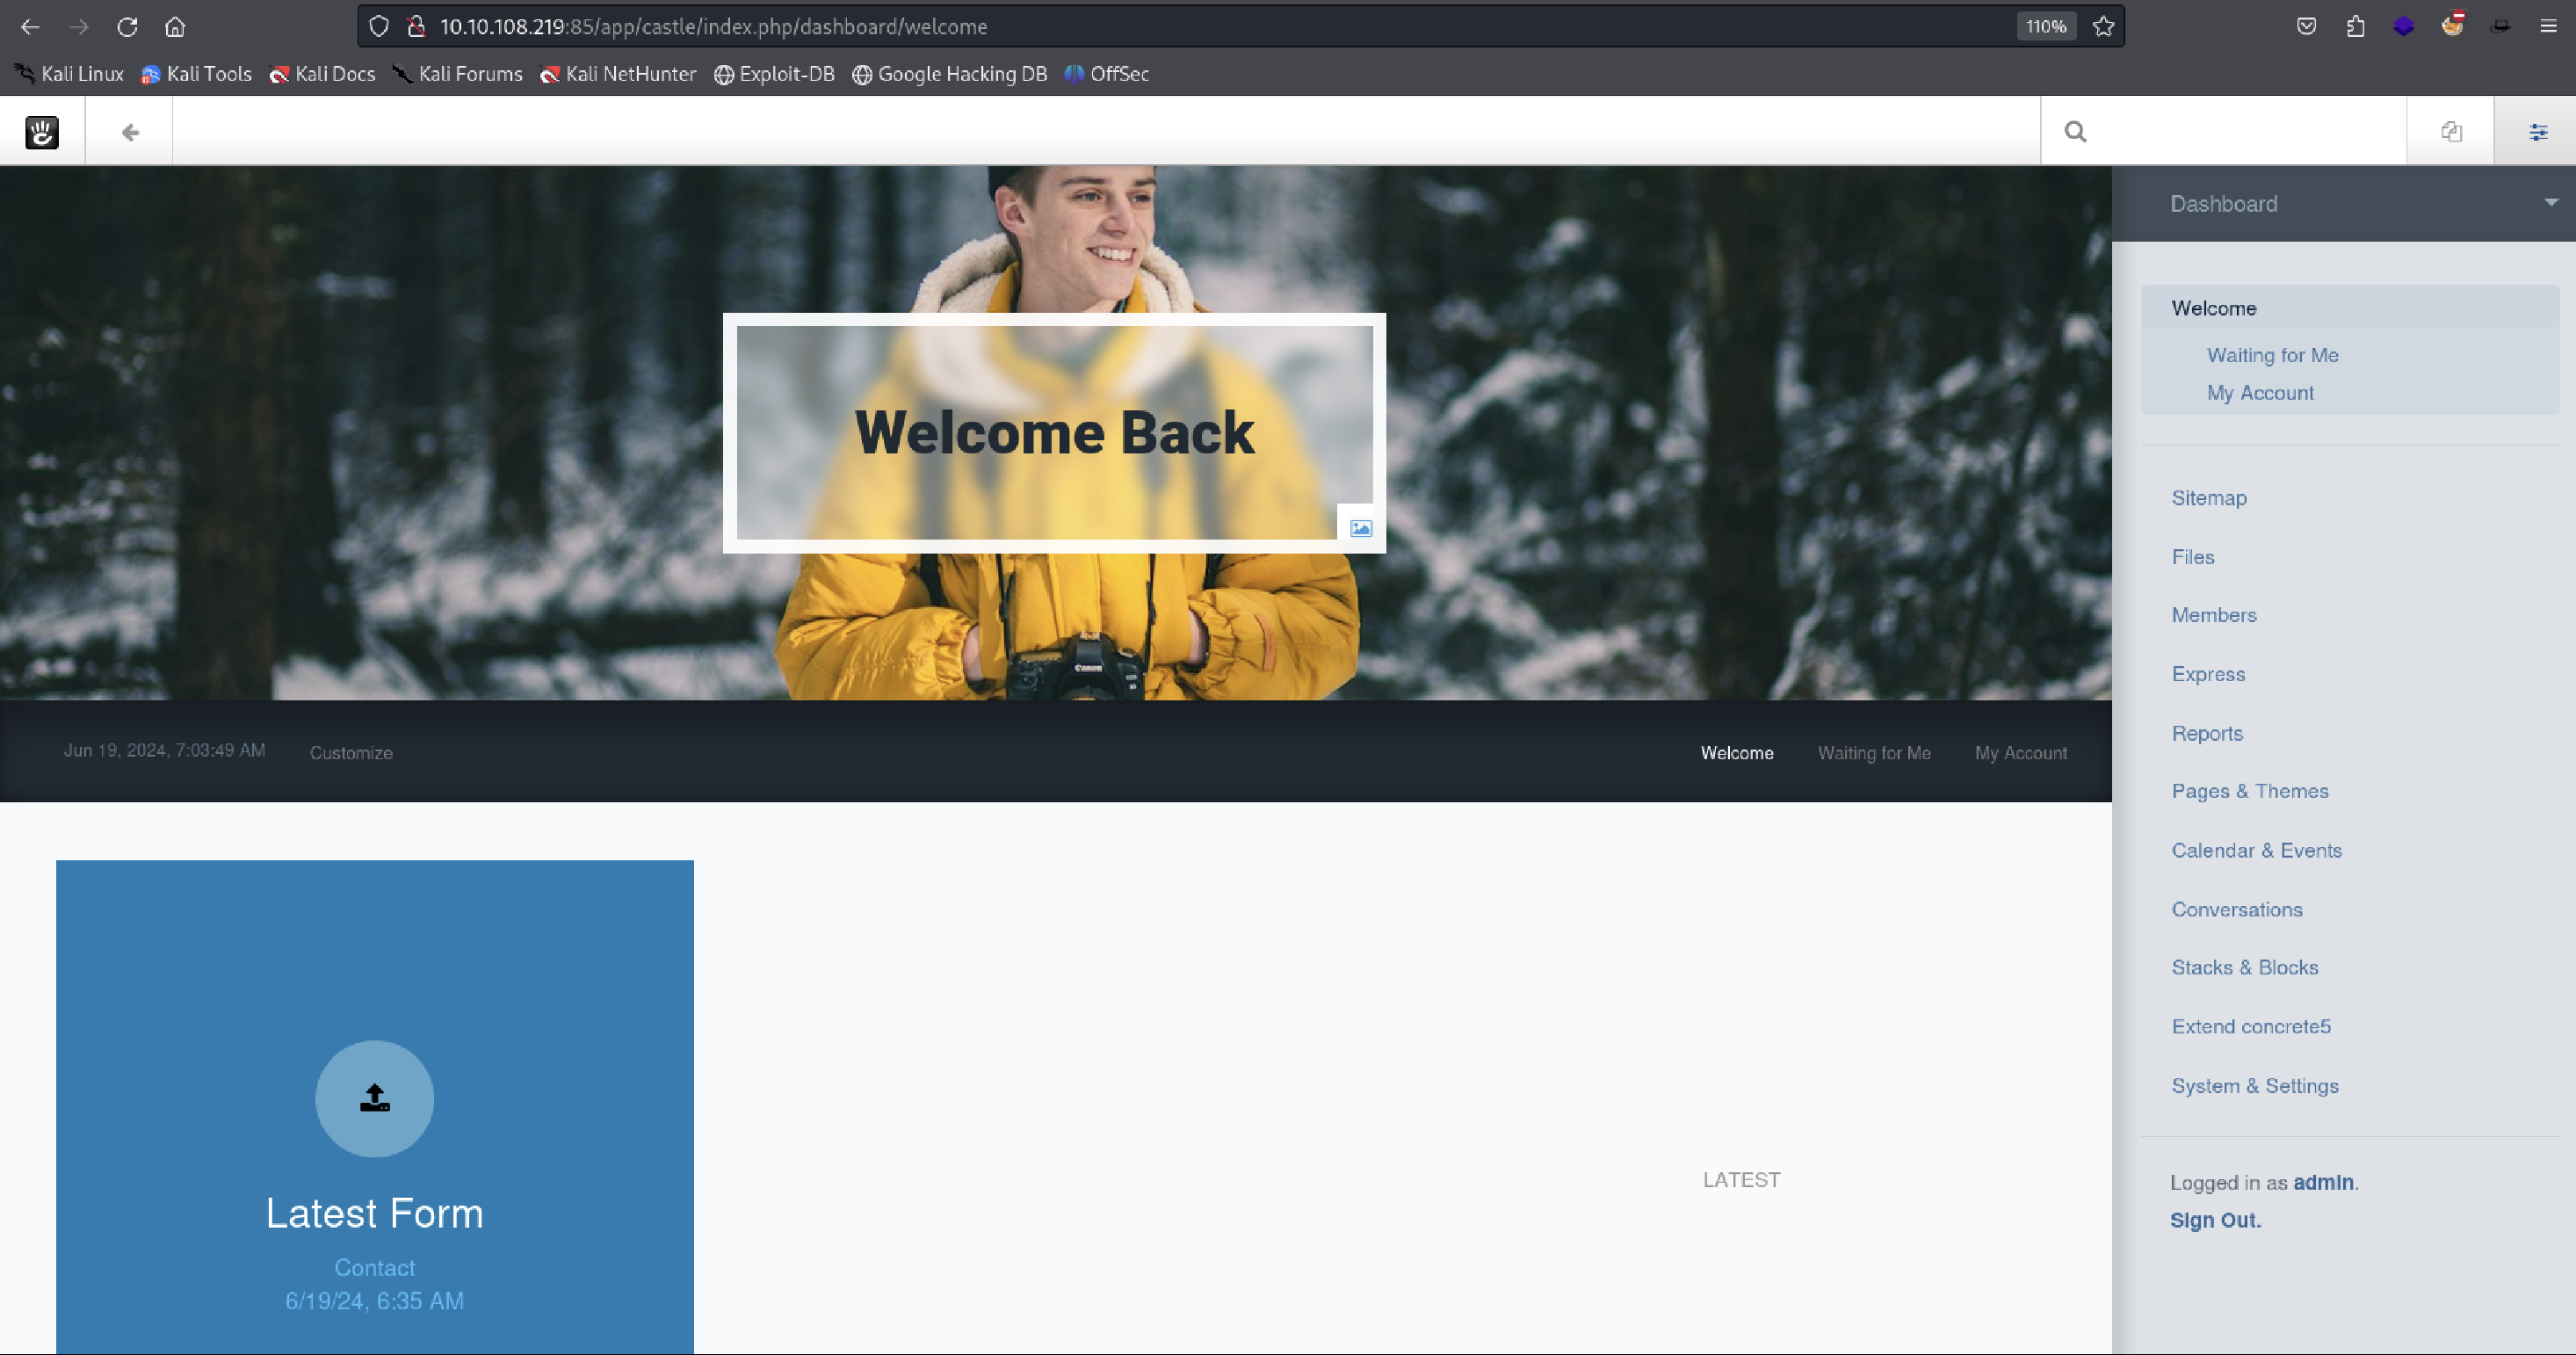 10.10.108.219:85/app/castle/index.php/dashboard/welcome
110%
Kali Linux
Kali Tools
Kali Docs
Kali Forums
Kali NetHunter
Exploit-DB
Google Hacking DB
OffSec
Dashboard
Welcome Back
Canon
Welcome
Waiting for Me
My Account
Sitemap
Files
Members
Express
Reports
Pages & Themes
Calendar & Events
Conversations
Stacks & Blocks
Extend concrete5
System & Settings
Logged in as admin.
Sign Out.
Jun 19, 2024, 7:03:49 AM
Customize
Welcome
Waiting for Me
My Account
Latest Form
Contact
6/19/24, 6:35 AM
LATEST